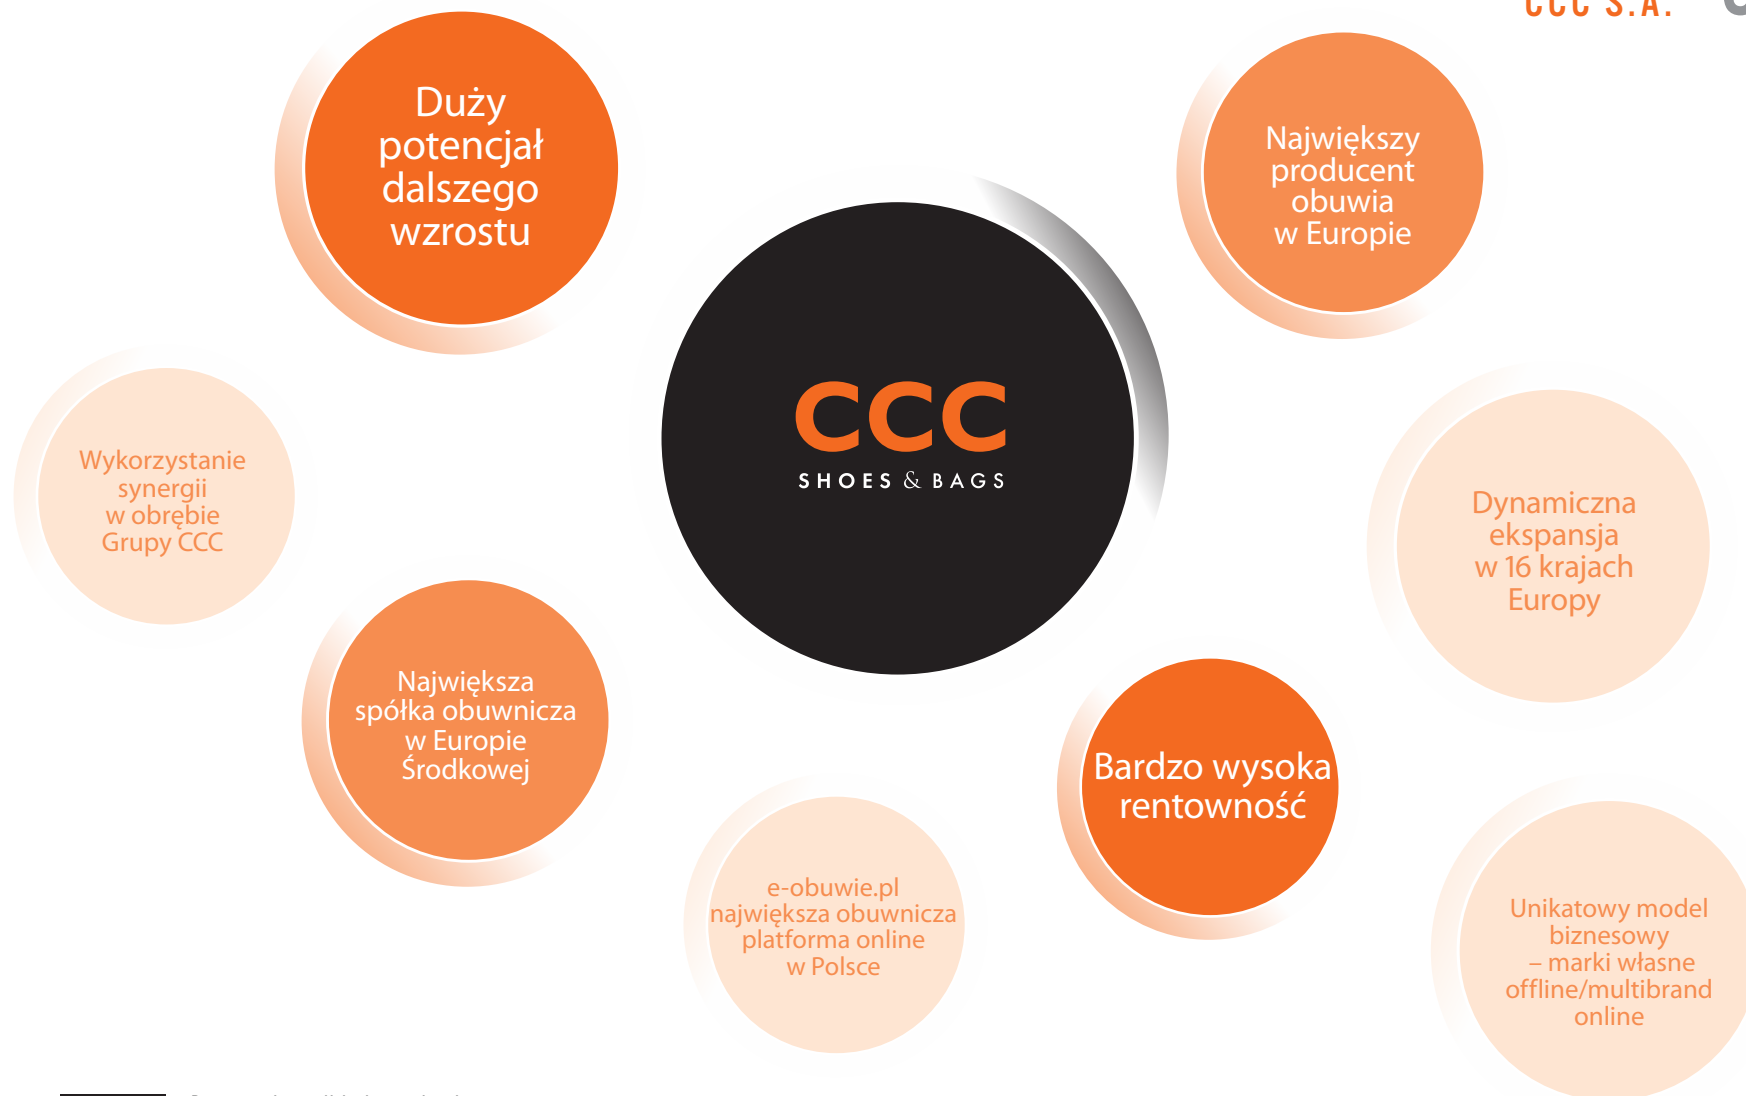 CCC S.A.
Duży
potencjał
dalszego
wzrostu
Największy
producent
obuwia
w Europie
CCC
SHOES & BAGS
Wykorzystanie
synergii
w obrębie
Grupy CCC
Dynamiczna
ekspansja
w 16 krajach
Europy
Największa
spółka obuwnicza
w Europie
Środkowej
Bardzo wysoka
rentowność
e-obuwie.pl
największa obuwnicza
platforma online
w Polsce
Unikatowy model
biznesowy
– marki własne
offline/multibrand
online